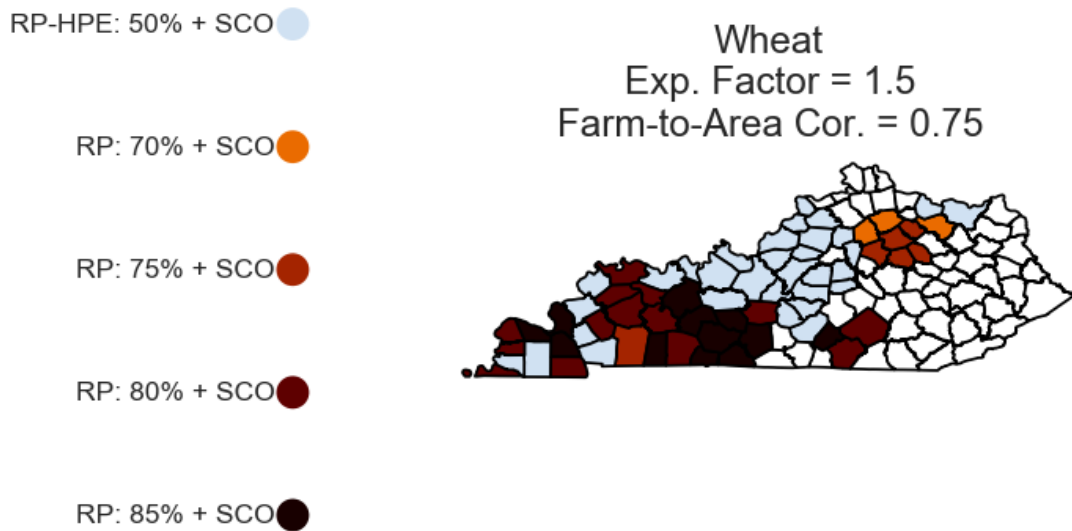 RP-HPE: 50% + SCO
Wheat
Exp. Factor = 1.5
Farm-to-Area Cor. = 0.75
RP: 70% + SCO
RP: 75% + SCO
RP: 80% + SCO
RP: 85% + SCO